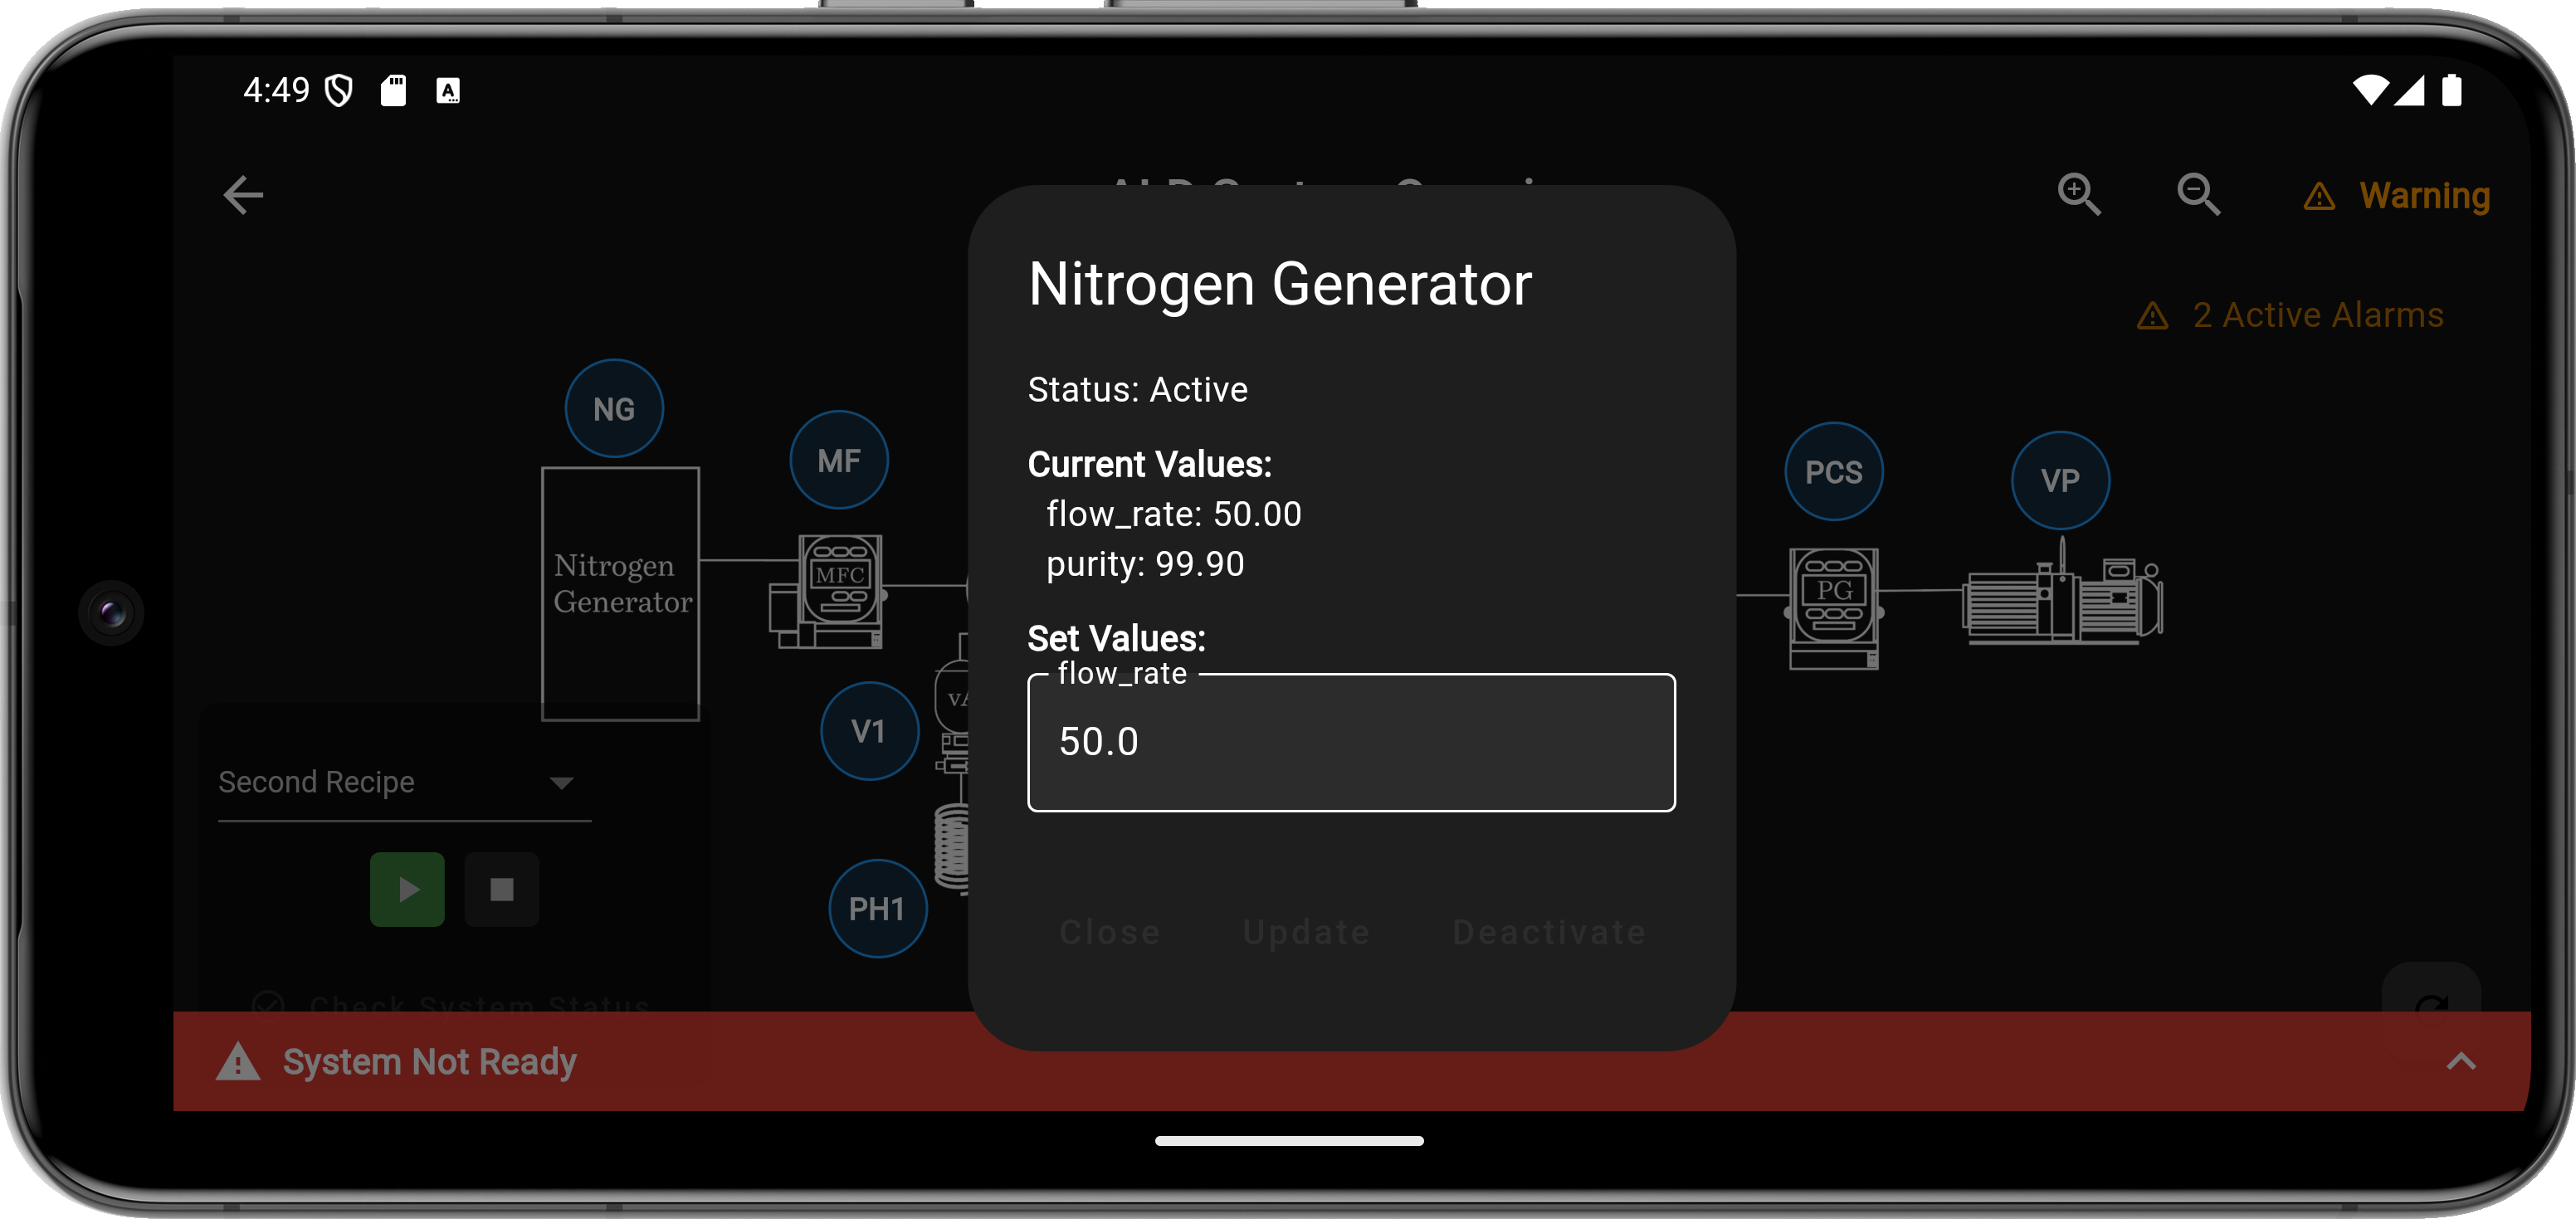 4:49
Warning
2 Active Alarms
Nitrogen Generator
Status: Active
Current Values:
flow_rate: 50.00
purity: 99.90
Set Values:
flow_rate
50.0
Close Update Deactivate
NG
MF
Nitrogen
Generator
MFC
V1
PH1
PCS
VP
PG
Second Recipe
Check System Status
System Not Ready